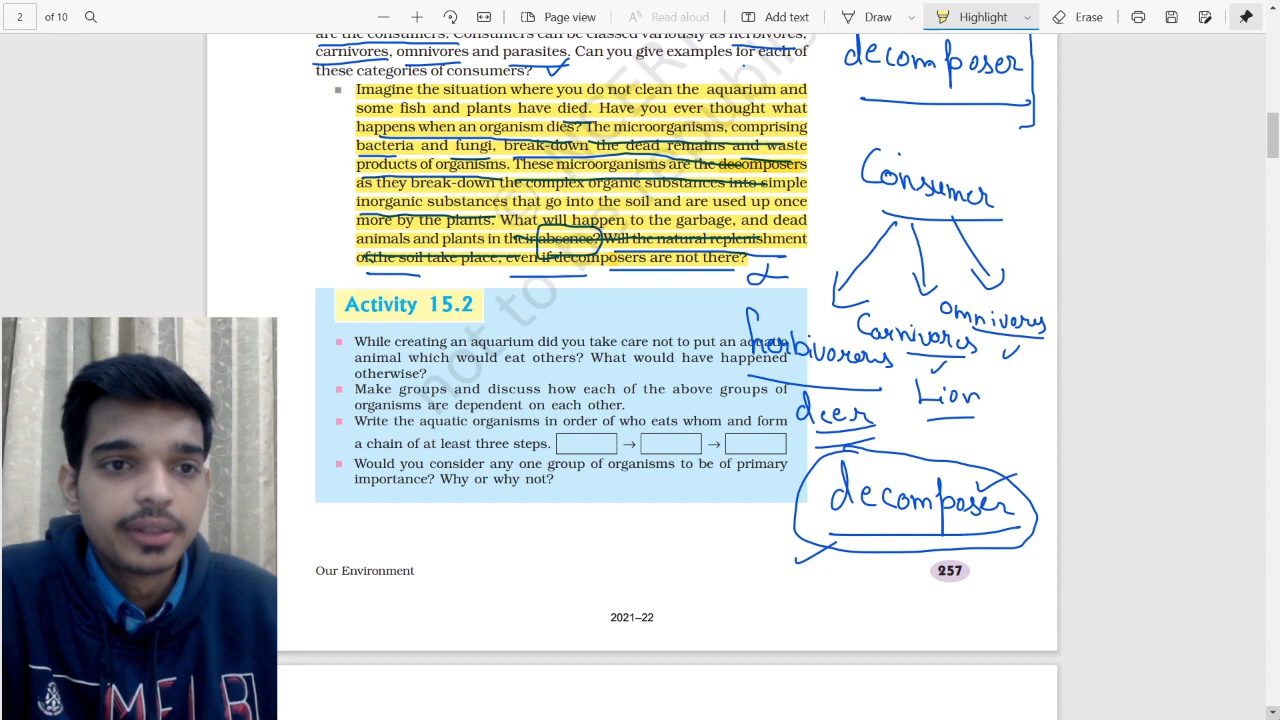 2 of 10 Page view Read aloud Add text Draw Highlight Erase
are the consumers. Consumers can be classed variously as herbivores,
carnivores, omnivores and parasites. Can you give examples for each of
these categories of consumers?
Imagine the situation where you do not clean the aquarium and
some fish and plants have died. Have you ever thought what
happens when an organism dies? The microorganisms, comprising
bacteria and fungi, break-down the dead remains and waste
products of organisms. These microorganisms are the decomposers
as they break-down the complex organic substances into simple
inorganic substances that go into the soil and are used up once
more by the plants. What will happen to the garbage, and dead
animals and plants in their absence? Will the natural replenishment
of the soil take place, even if decomposers are not there?
decomposer
Consumer
omnivores
Carnivores
herbivorers
Lion
deer
decomposer
Activity 15.2
While creating an aquarium did you take care not to put an aquatic
animal which would eat others? What would have happened
otherwise?
Make groups and discuss how each of the above groups of
organisms are dependent on each other.
Write the aquatic organisms in order of who eats whom and form
a chain of at least three steps. → →
Would you consider any one group of organisms to be of primary
importance? Why or why not?
Our Environment 257
2021–22